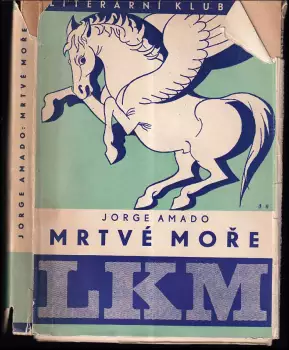 LITERÁRNÍ KLUB
JORGE AMADO
MRTVÉ MOŘE
LKM
JORGE AMADO: MRTVÉ MOŘE